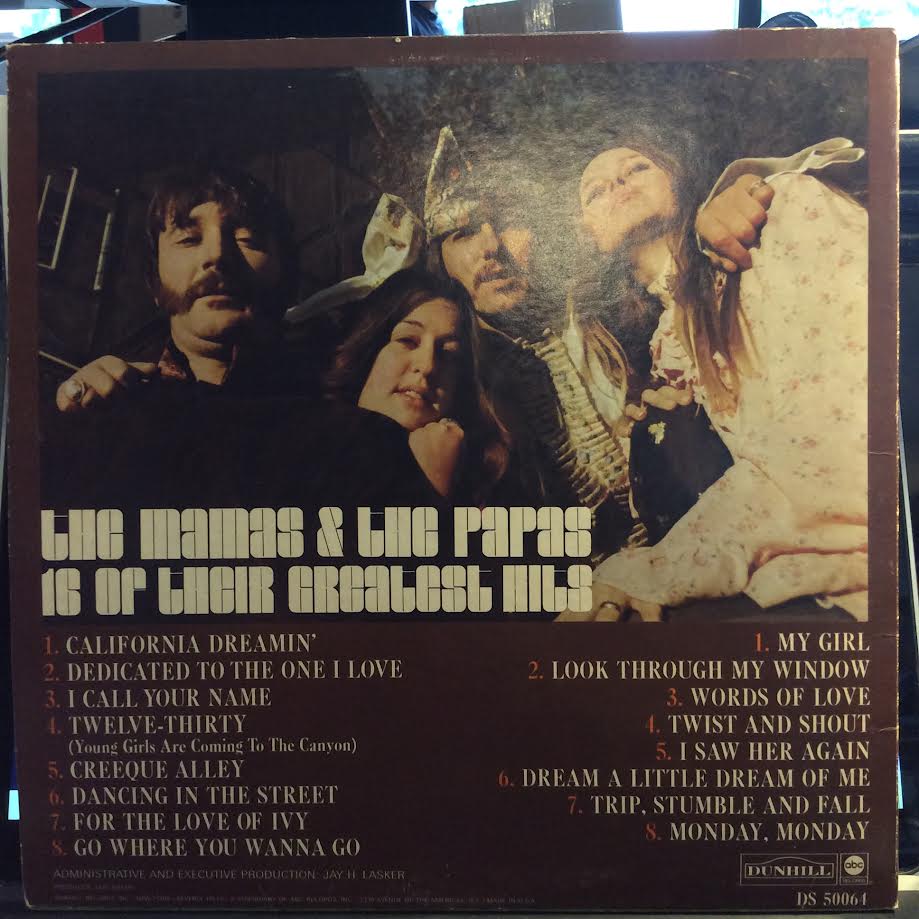 THE MAMAS & THE PAPAS
16 OF THEIR GREATEST HITS
1. CALIFORNIA DREAMIN'
2. DEDICATED TO THE ONE I LOVE
3. I CALL YOUR NAME
4. TWELVE-THIRTY
(Young Girls Are Coming To The Canyon)
5. CREEQUE ALLEY
6. DANCING IN THE STREET
7. FOR THE LOVE OF IVY
8. GO WHERE YOU WANNA GO
1. MY GIRL
2. LOOK THROUGH MY WINDOW
3. WORDS OF LOVE
4. TWIST AND SHOUT
5. I SAW HER AGAIN
6. DREAM A LITTLE DREAM OF ME
7. TRIP, STUMBLE AND FALL
8. MONDAY, MONDAY
ADMINISTRATIVE AND EXECUTIVE PRODUCTION: JAY H. LASKER
DUNHILL
abc
RECORDS
DS 50064